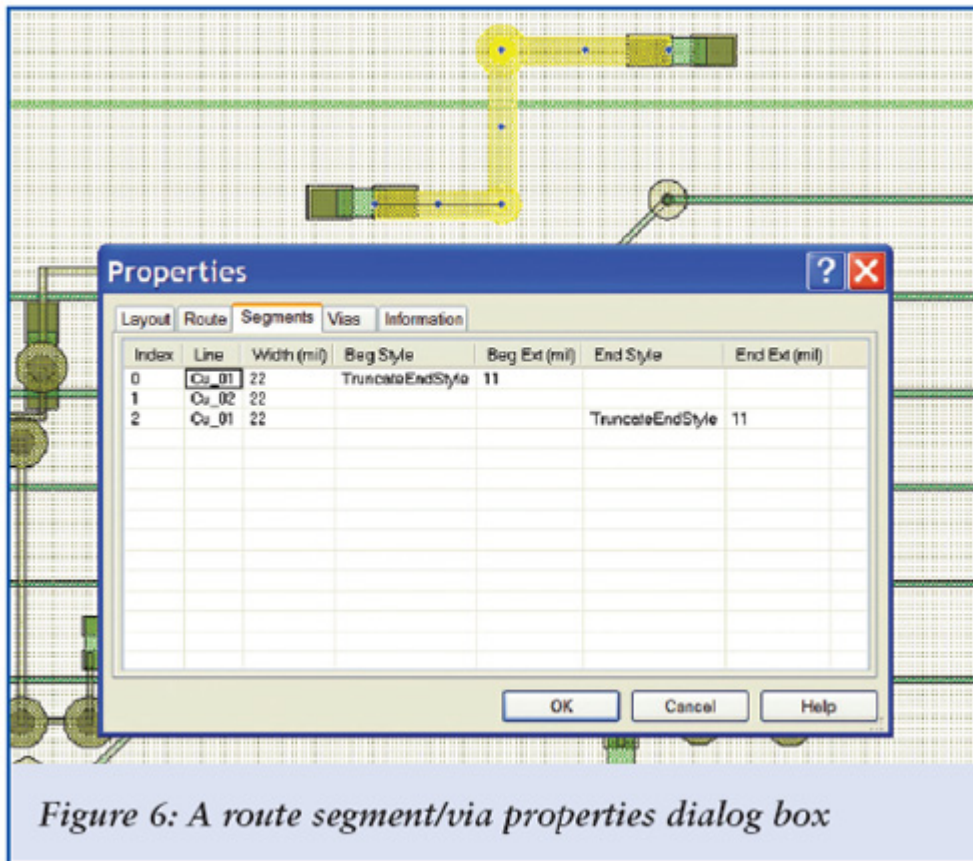 Properties
Layout Route Segments Vias Information
Index Line Width (mil) Beg Style Beg Ext (mil) End Style End Ext (mil)
0 Cu_01 22 TruncateEndStyle 11
1 Cu_02 22
2 Cu_01 22 TruncateEndStyle 11
OK Cancel Help
Figure 6: A route segment/via properties dialog box